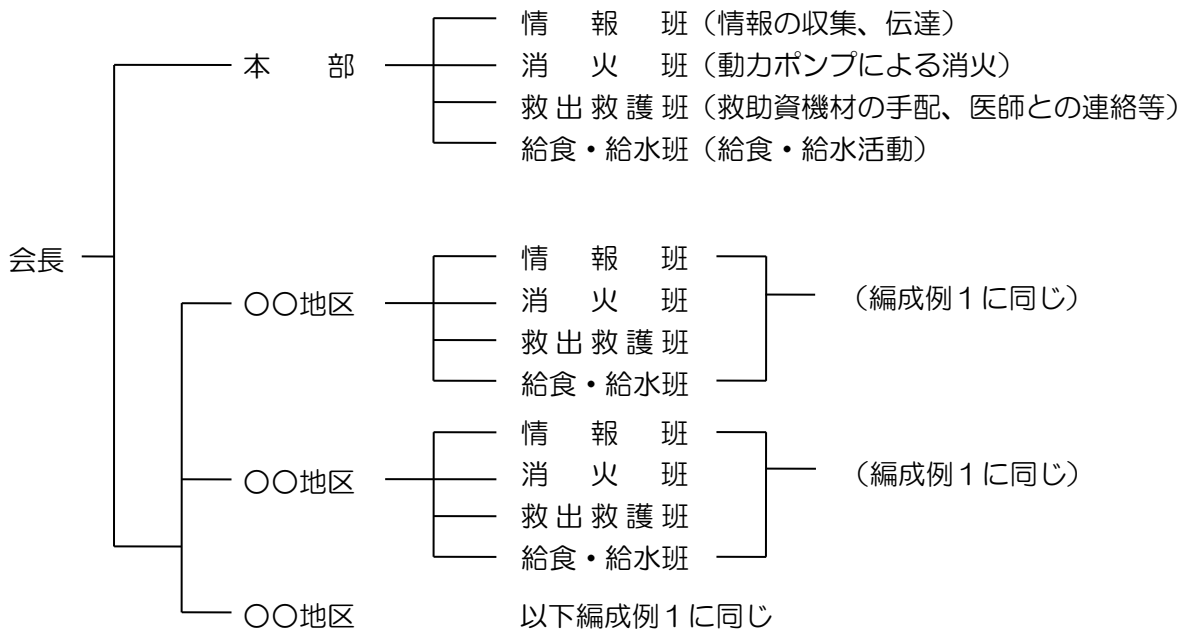 情報班（情報の収集、伝達）
本部 消火班（動力ポンプによる消火）
救出救護班（救助資機材の手配、医師との連絡等）
給食・給水班（給食・給水活動）
会長
情報班
〇〇地区 消火班 （編成例１に同じ）
救出救護班
給食・給水班
情報班
〇〇地区 消火班 （編成例１に同じ）
救出救護班
給食・給水班
〇〇地区 以下編成例１に同じ